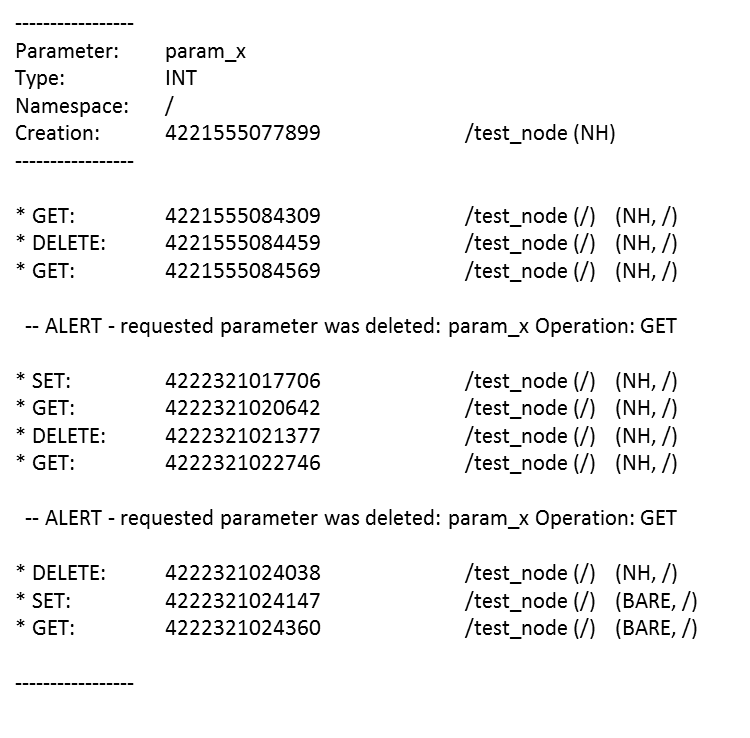 -----------------
Parameter: param_x
Type: INT
Namespace: /
Creation: 4221555077899 /test_node (NH)
-----------------
* GET: 4221555084309 /test_node (/) (NH, /)
* DELETE: 4221555084459 /test_node (/) (NH, /)
* GET: 4221555084569 /test_node (/) (NH, /)
-- ALERT - requested parameter was deleted: param_x Operation: GET
* SET: 4222321017706 /test_node (/) (NH, /)
* GET: 4222321020642 /test_node (/) (NH, /)
* DELETE: 4222321021377 /test_node (/) (NH, /)
* GET: 4222321022746 /test_node (/) (NH, /)
-- ALERT - requested parameter was deleted: param_x Operation: GET
* DELETE: 4222321024038 /test_node (/) (NH, /)
* SET: 4222321024147 /test_node (/) (BARE, /)
* GET: 4222321024360 /test_node (/) (BARE, /)
-----------------